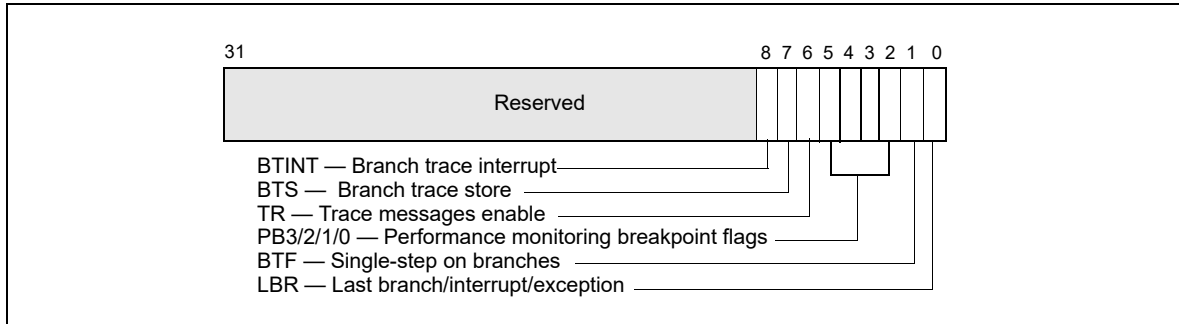 31 8 7 6 5 4 3 2 1 0
Reserved
BTINT — Branch trace interrupt
BTS — Branch trace store
TR — Trace messages enable
PB3/2/1/0 — Performance monitoring breakpoint flags
BTF — Single-step on branches
LBR — Last branch/interrupt/exception